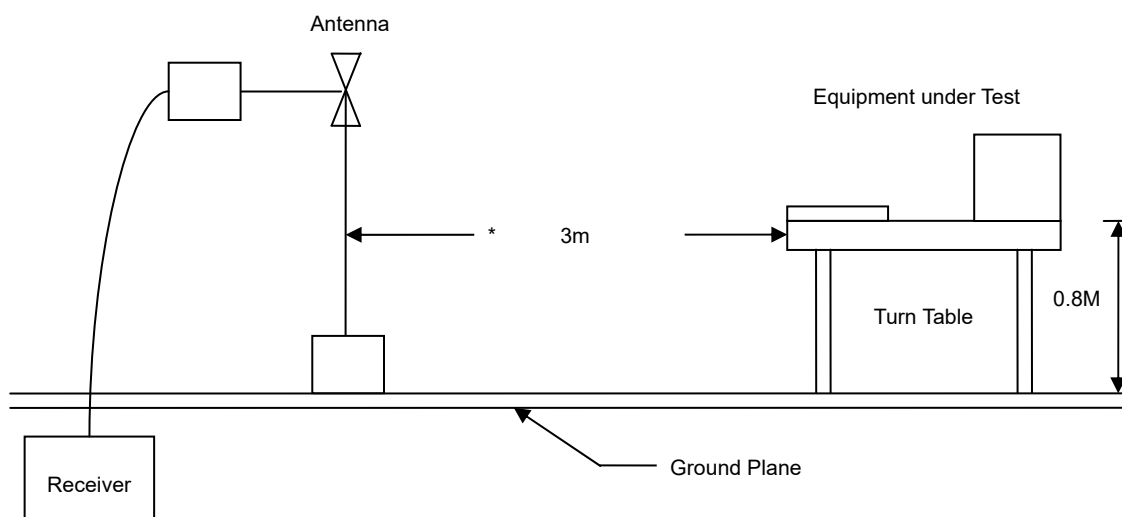 Antenna
Equipment under Test
* 3m
0.8M
Turn Table
Ground Plane
Receiver